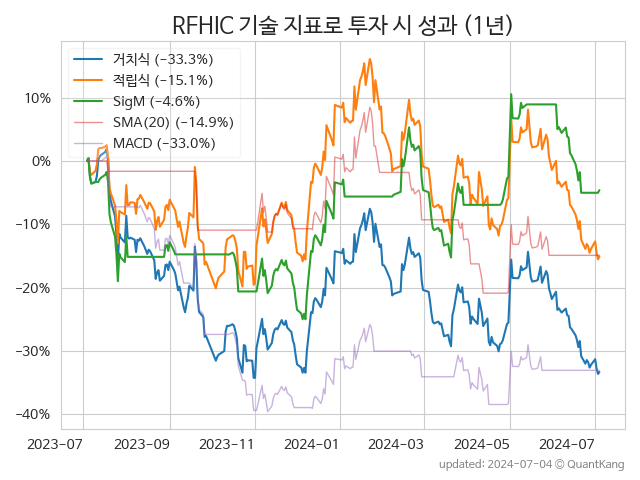 RFHIC 기술 지표로 투자 시 성과 (1년)
거치식 (−33.3%)
적립식 (−15.1%)
SigM (−4.6%)
SMA(20) (−14.9%)
MACD (−33.0%)
10%
0%
−10%
−20%
−30%
−40%
2023-07 2023-09 2023-11 2024-01 2024-03 2024-05 2024-07
updated: 2024-07-04 © QuantKang